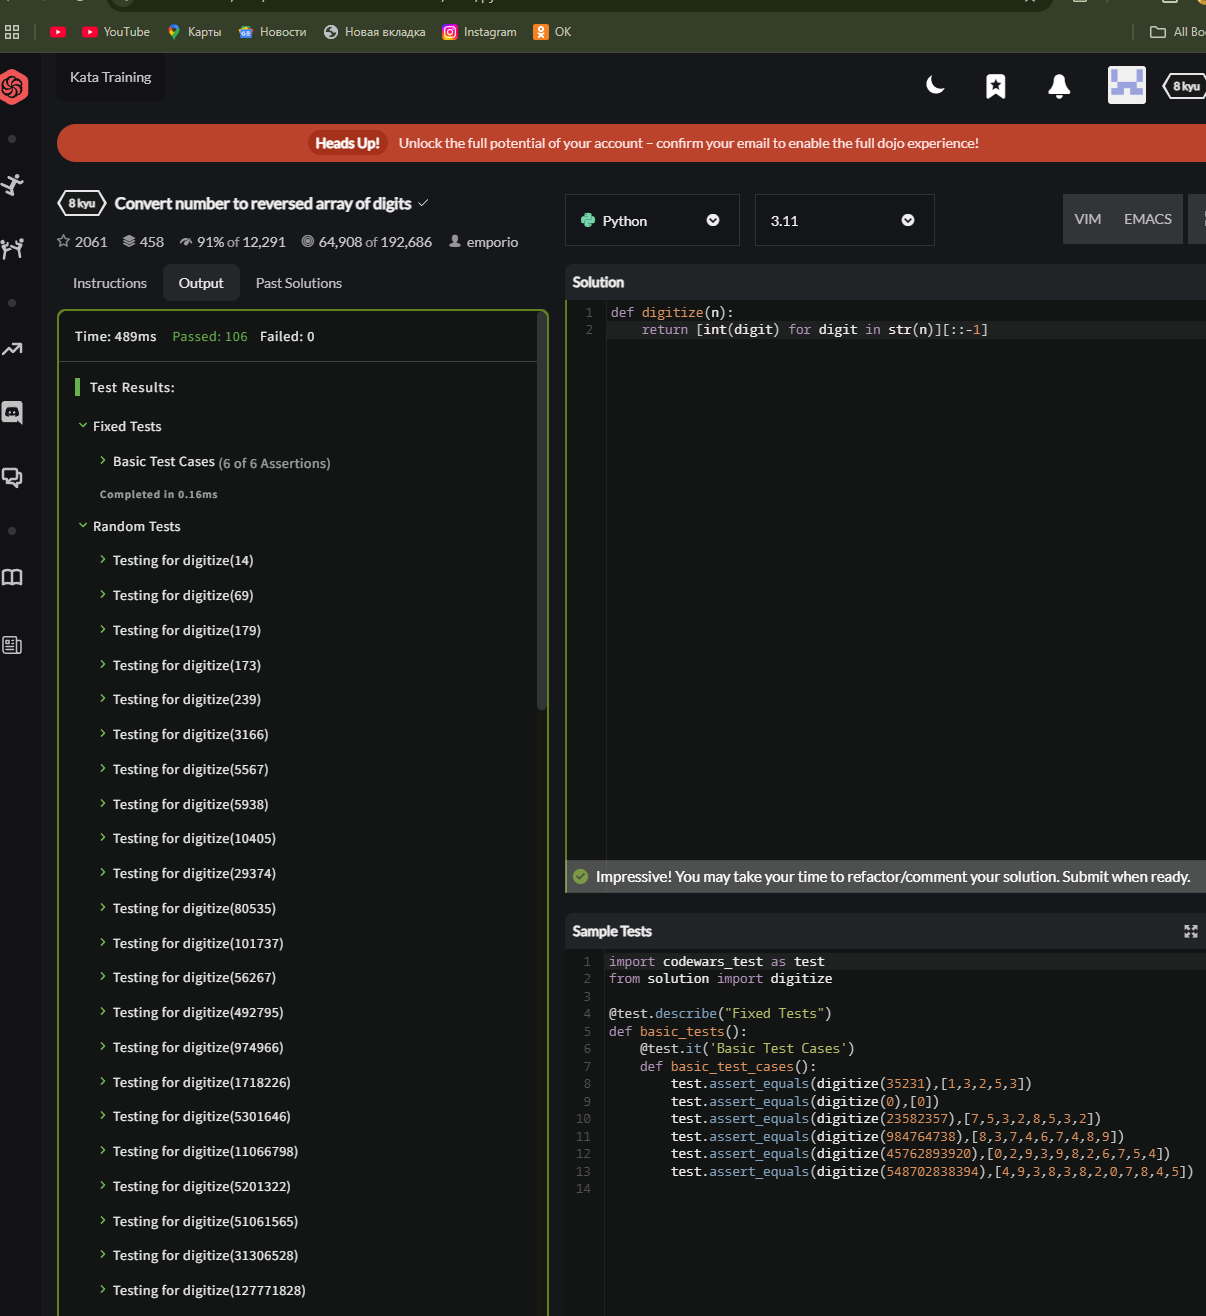 YouTube Карты Новости Новая вкладка Instagram OK All Bo
Kata Training
8 kyu
Heads Up! Unlock the full potential of your account – confirm your email to enable the full dojo experience!
8 kyu Convert number to reversed array of digits
2061 458 91% of 12,291 64,908 of 192,686 emporio
Python 3.11 VIM EMACS
Instructions Output Past Solutions
Time: 489ms Passed: 106 Failed: 0
Test Results:
Fixed Tests
Basic Test Cases (6 of 6 Assertions)
Completed in 0.16ms
Random Tests
Testing for digitize(14)
Testing for digitize(69)
Testing for digitize(179)
Testing for digitize(173)
Testing for digitize(239)
Testing for digitize(3166)
Testing for digitize(5567)
Testing for digitize(5938)
Testing for digitize(10405)
Testing for digitize(29374)
Testing for digitize(80535)
Testing for digitize(101737)
Testing for digitize(56267)
Testing for digitize(492795)
Testing for digitize(974966)
Testing for digitize(1718226)
Testing for digitize(5301646)
Testing for digitize(11066798)
Testing for digitize(5201322)
Testing for digitize(51061565)
Testing for digitize(31306528)
Testing for digitize(127771828)
Solution
1 def digitize(n):
2     return [int(digit) for digit in str(n)][::-1]
Impressive! You may take your time to refactor/comment your solution. Submit when ready.
Sample Tests
1 import codewars_test as test
2 from solution import digitize
3
4 @test.describe("Fixed Tests")
5 def basic_tests():
6     @test.it('Basic Test Cases')
7     def basic_test_cases():
8         test.assert_equals(digitize(35231),[1,3,2,5,3])
9         test.assert_equals(digitize(0),[0])
10         test.assert_equals(digitize(23582357),[7,5,3,2,8,5,3,2])
11         test.assert_equals(digitize(984764738),[8,3,7,4,6,7,4,8,9])
12         test.assert_equals(digitize(45762893920),[0,2,9,3,9,8,2,6,7,5,4])
13         test.assert_equals(digitize(548702838394),[4,9,3,8,3,8,2,0,7,8,4,5])
14